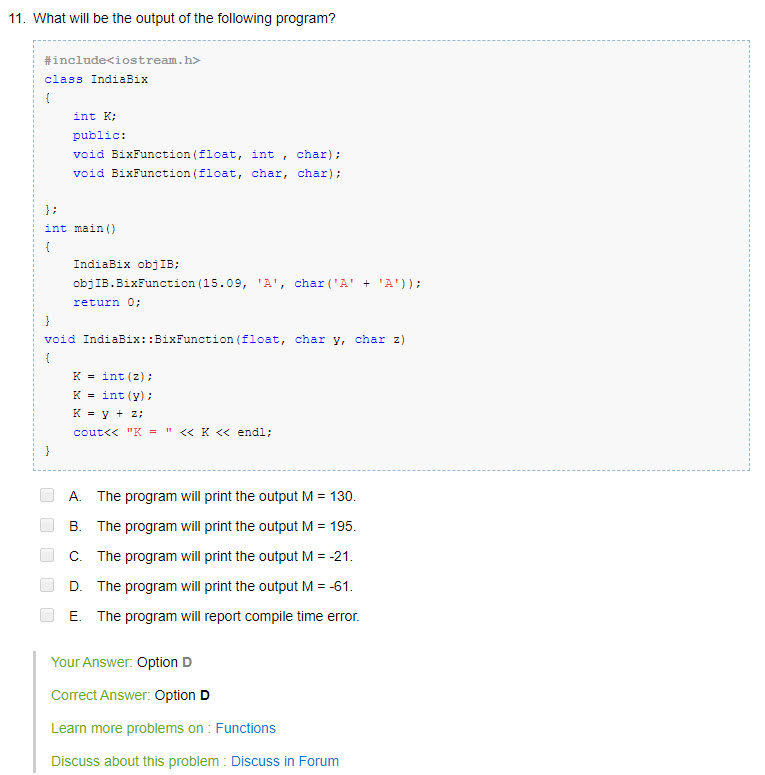 11. What will be the output of the following program?
#include<iostream.h>
class IndiaBix
{
int K;
public:
void BixFunction(float, int , char);
void BixFunction(float, char, char);
};
int main()
{
IndiaBix objIB;
objIB.BixFunction(15.09, 'A', char('A' + 'A'));
return 0;
}
void IndiaBix::BixFunction(float, char y, char z)
{
K = int(z);
K = int(y);
K = y + z;
cout<< "K = " << K << endl;
}
A. The program will print the output M = 130.
B. The program will print the output M = 195.
C. The program will print the output M = -21.
D. The program will print the output M = -61.
E. The program will report compile time error.
Your Answer: Option D
Correct Answer: Option D
Learn more problems on : Functions
Discuss about this problem : Discuss in Forum